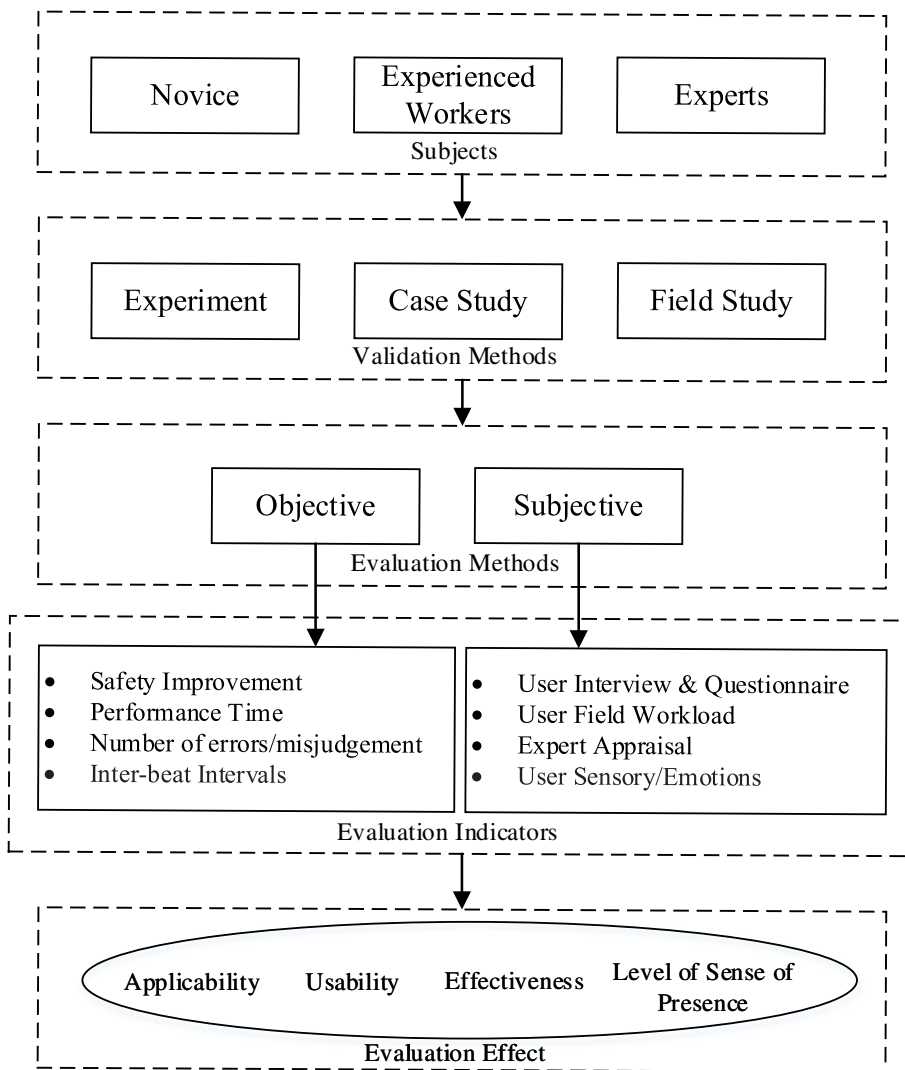 Novice
Experienced
Workers
Experts
Subjects
Experiment
Case Study
Field Study
Validation Methods
Objective
Subjective
Evaluation Methods
• Safety Improvement
• Performance Time
• Number of errors/misjudgement
• Inter-beat Intervals
• User Interview & Questionnaire
• User Field Workload
• Expert Appraisal
• User Sensory/Emotions
Evaluation Indicators
Applicability
Usability
Effectiveness
Level of Sense of
Presence
Evaluation Effect